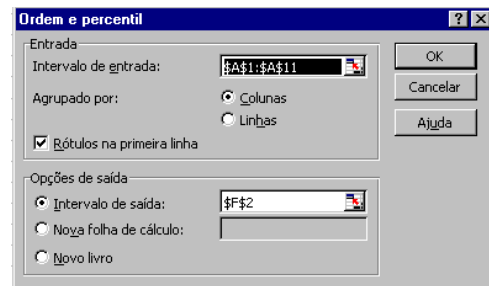 Ordem e percentil
Entrada
Intervalo de entrada: $A$1:$A$11
Agrupado por: Colunas
Linhas
Rótulos na primeira linha
Opções de saída
Intervalo de saída: $F$2
Nova folha de cálculo:
Novo livro
OK
Cancelar
Ajuda